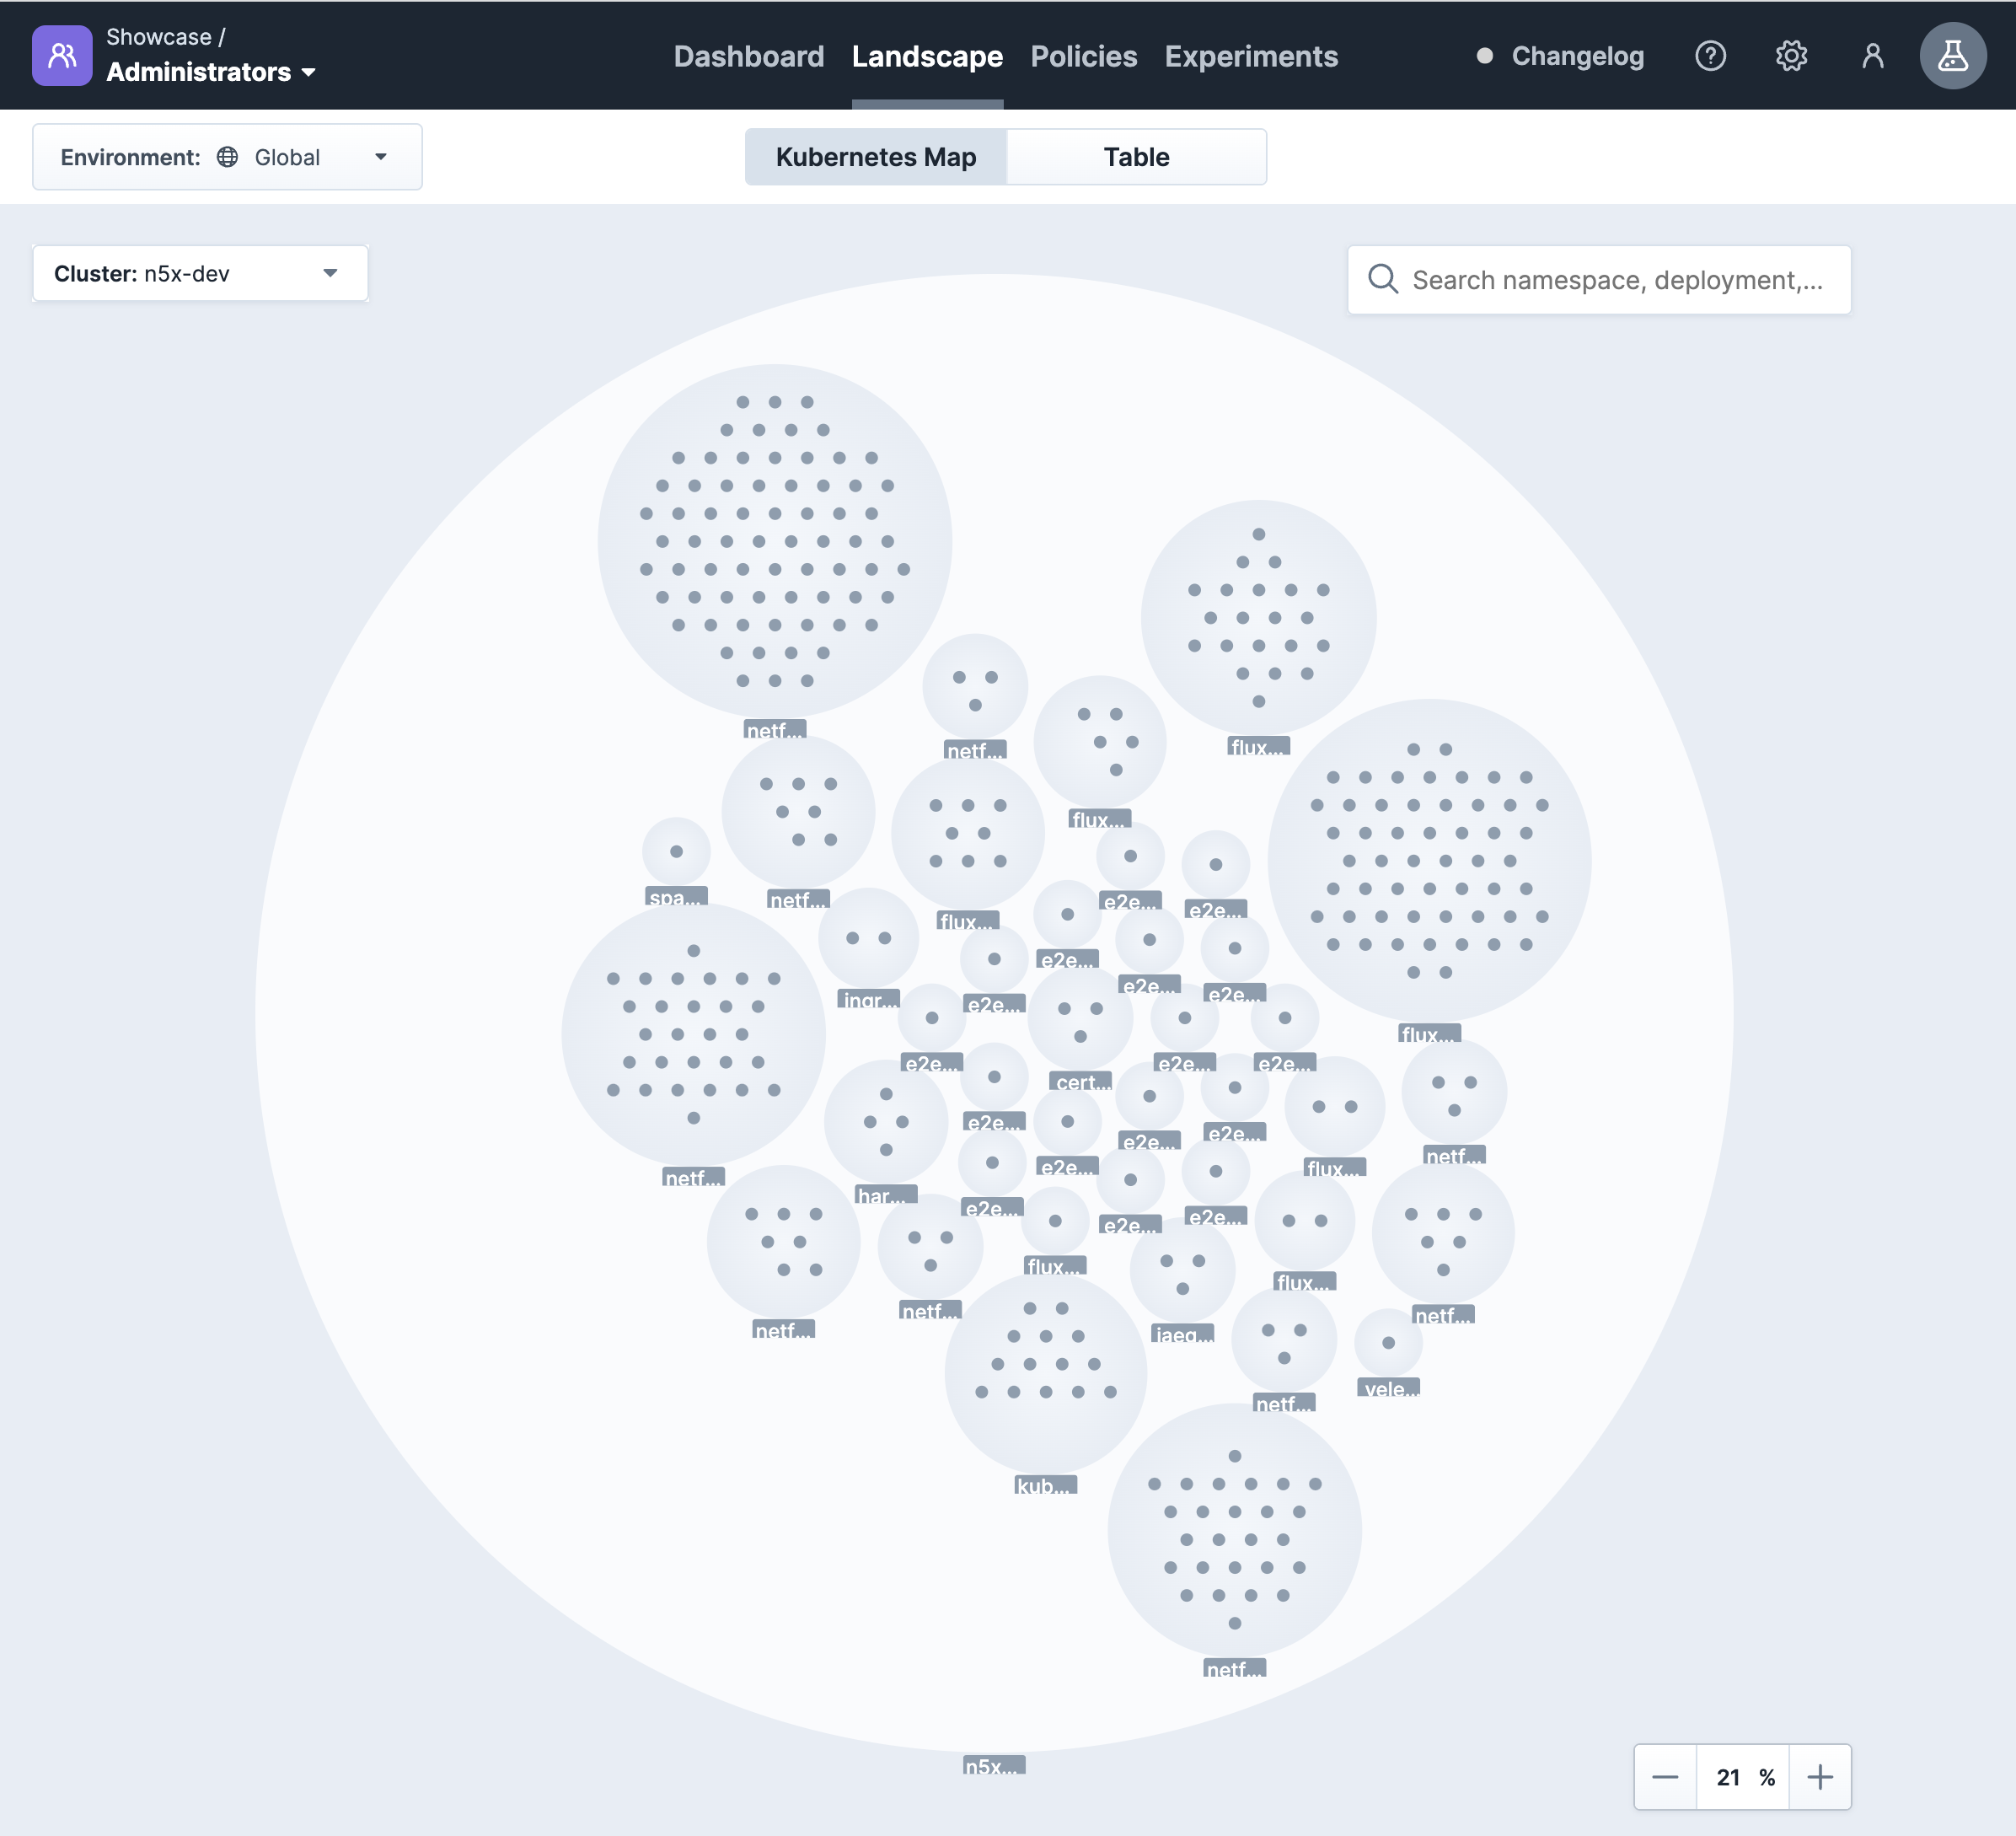 Showcase /
Administrators
Dashboard Landscape Policies Experiments
Changelog
Environment: Global
Kubernetes Map Table
Cluster: n5x-dev
Search namespace, deployment,...
netf...
netf...
flux...
flux...
netf...
spa...
flux...
e2e...
e2e...
e2e...
e2e...
e2e...
e2e...
ingr...
flux...
e2e...
e2e...
e2e...
cert...
e2e...
e2e...
e2e...
e2e...
netf...
flux...
netf...
har...
e2e...
e2e...
e2e...
flux...
flux...
netf...
netf...
netf...
jaeg...
vele...
netf...
kub...
netf...
n5x...
21 %